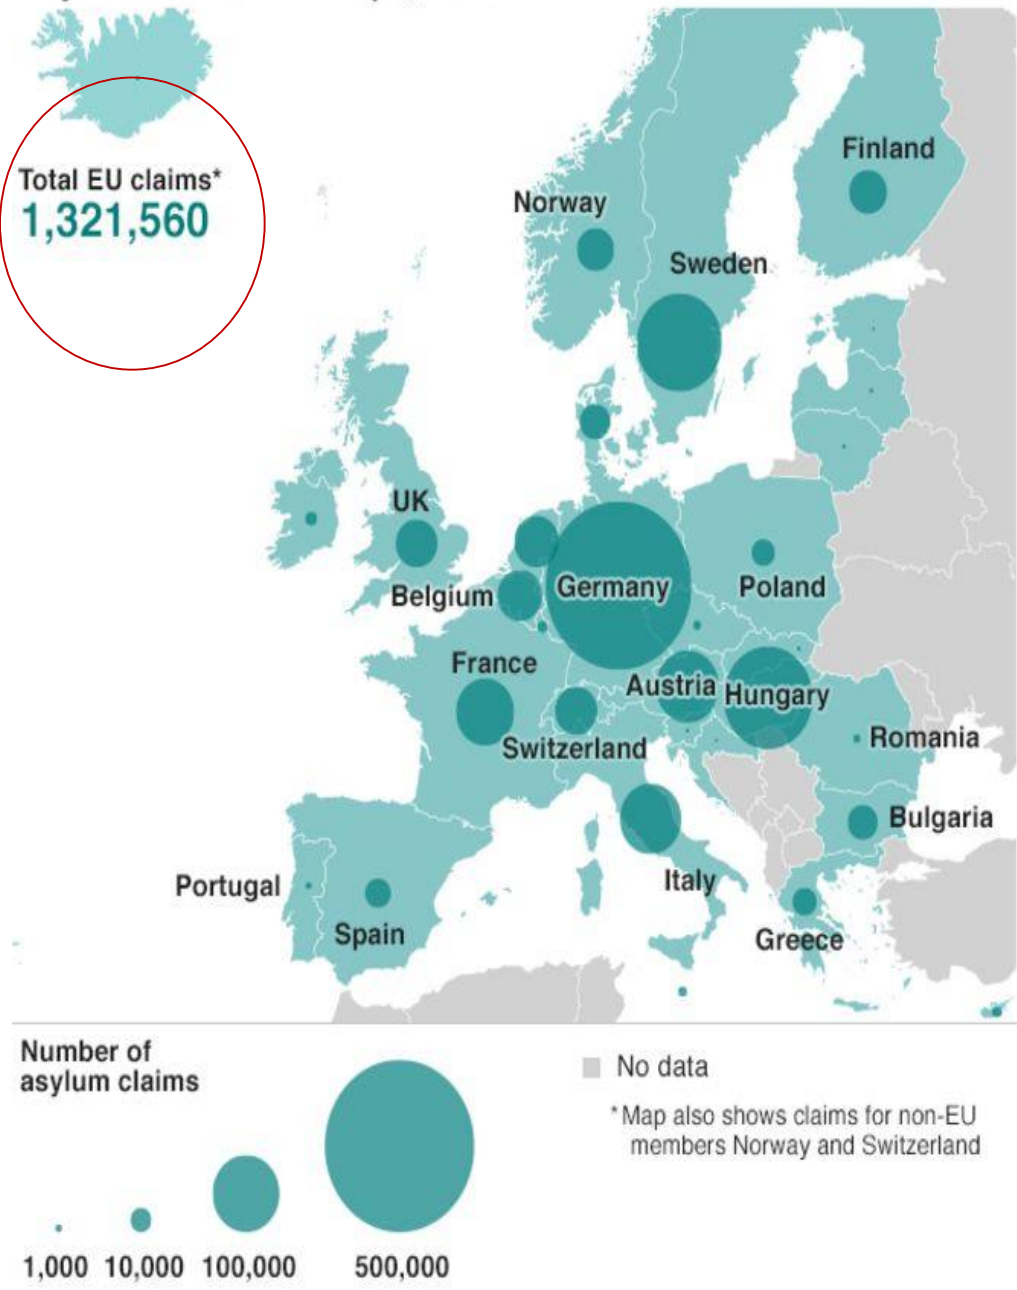 Total EU claims*
1,321,560
Finland
Norway
Sweden
UK
Belgium
Germany
Poland
France
Austria
Hungary
Switzerland
Romania
Bulgaria
Italy
Portugal
Spain
Greece
Number of
asylum claims
1,000 10,000 100,000 500,000
No data
*Map also shows claims for non-EU
members Norway and Switzerland